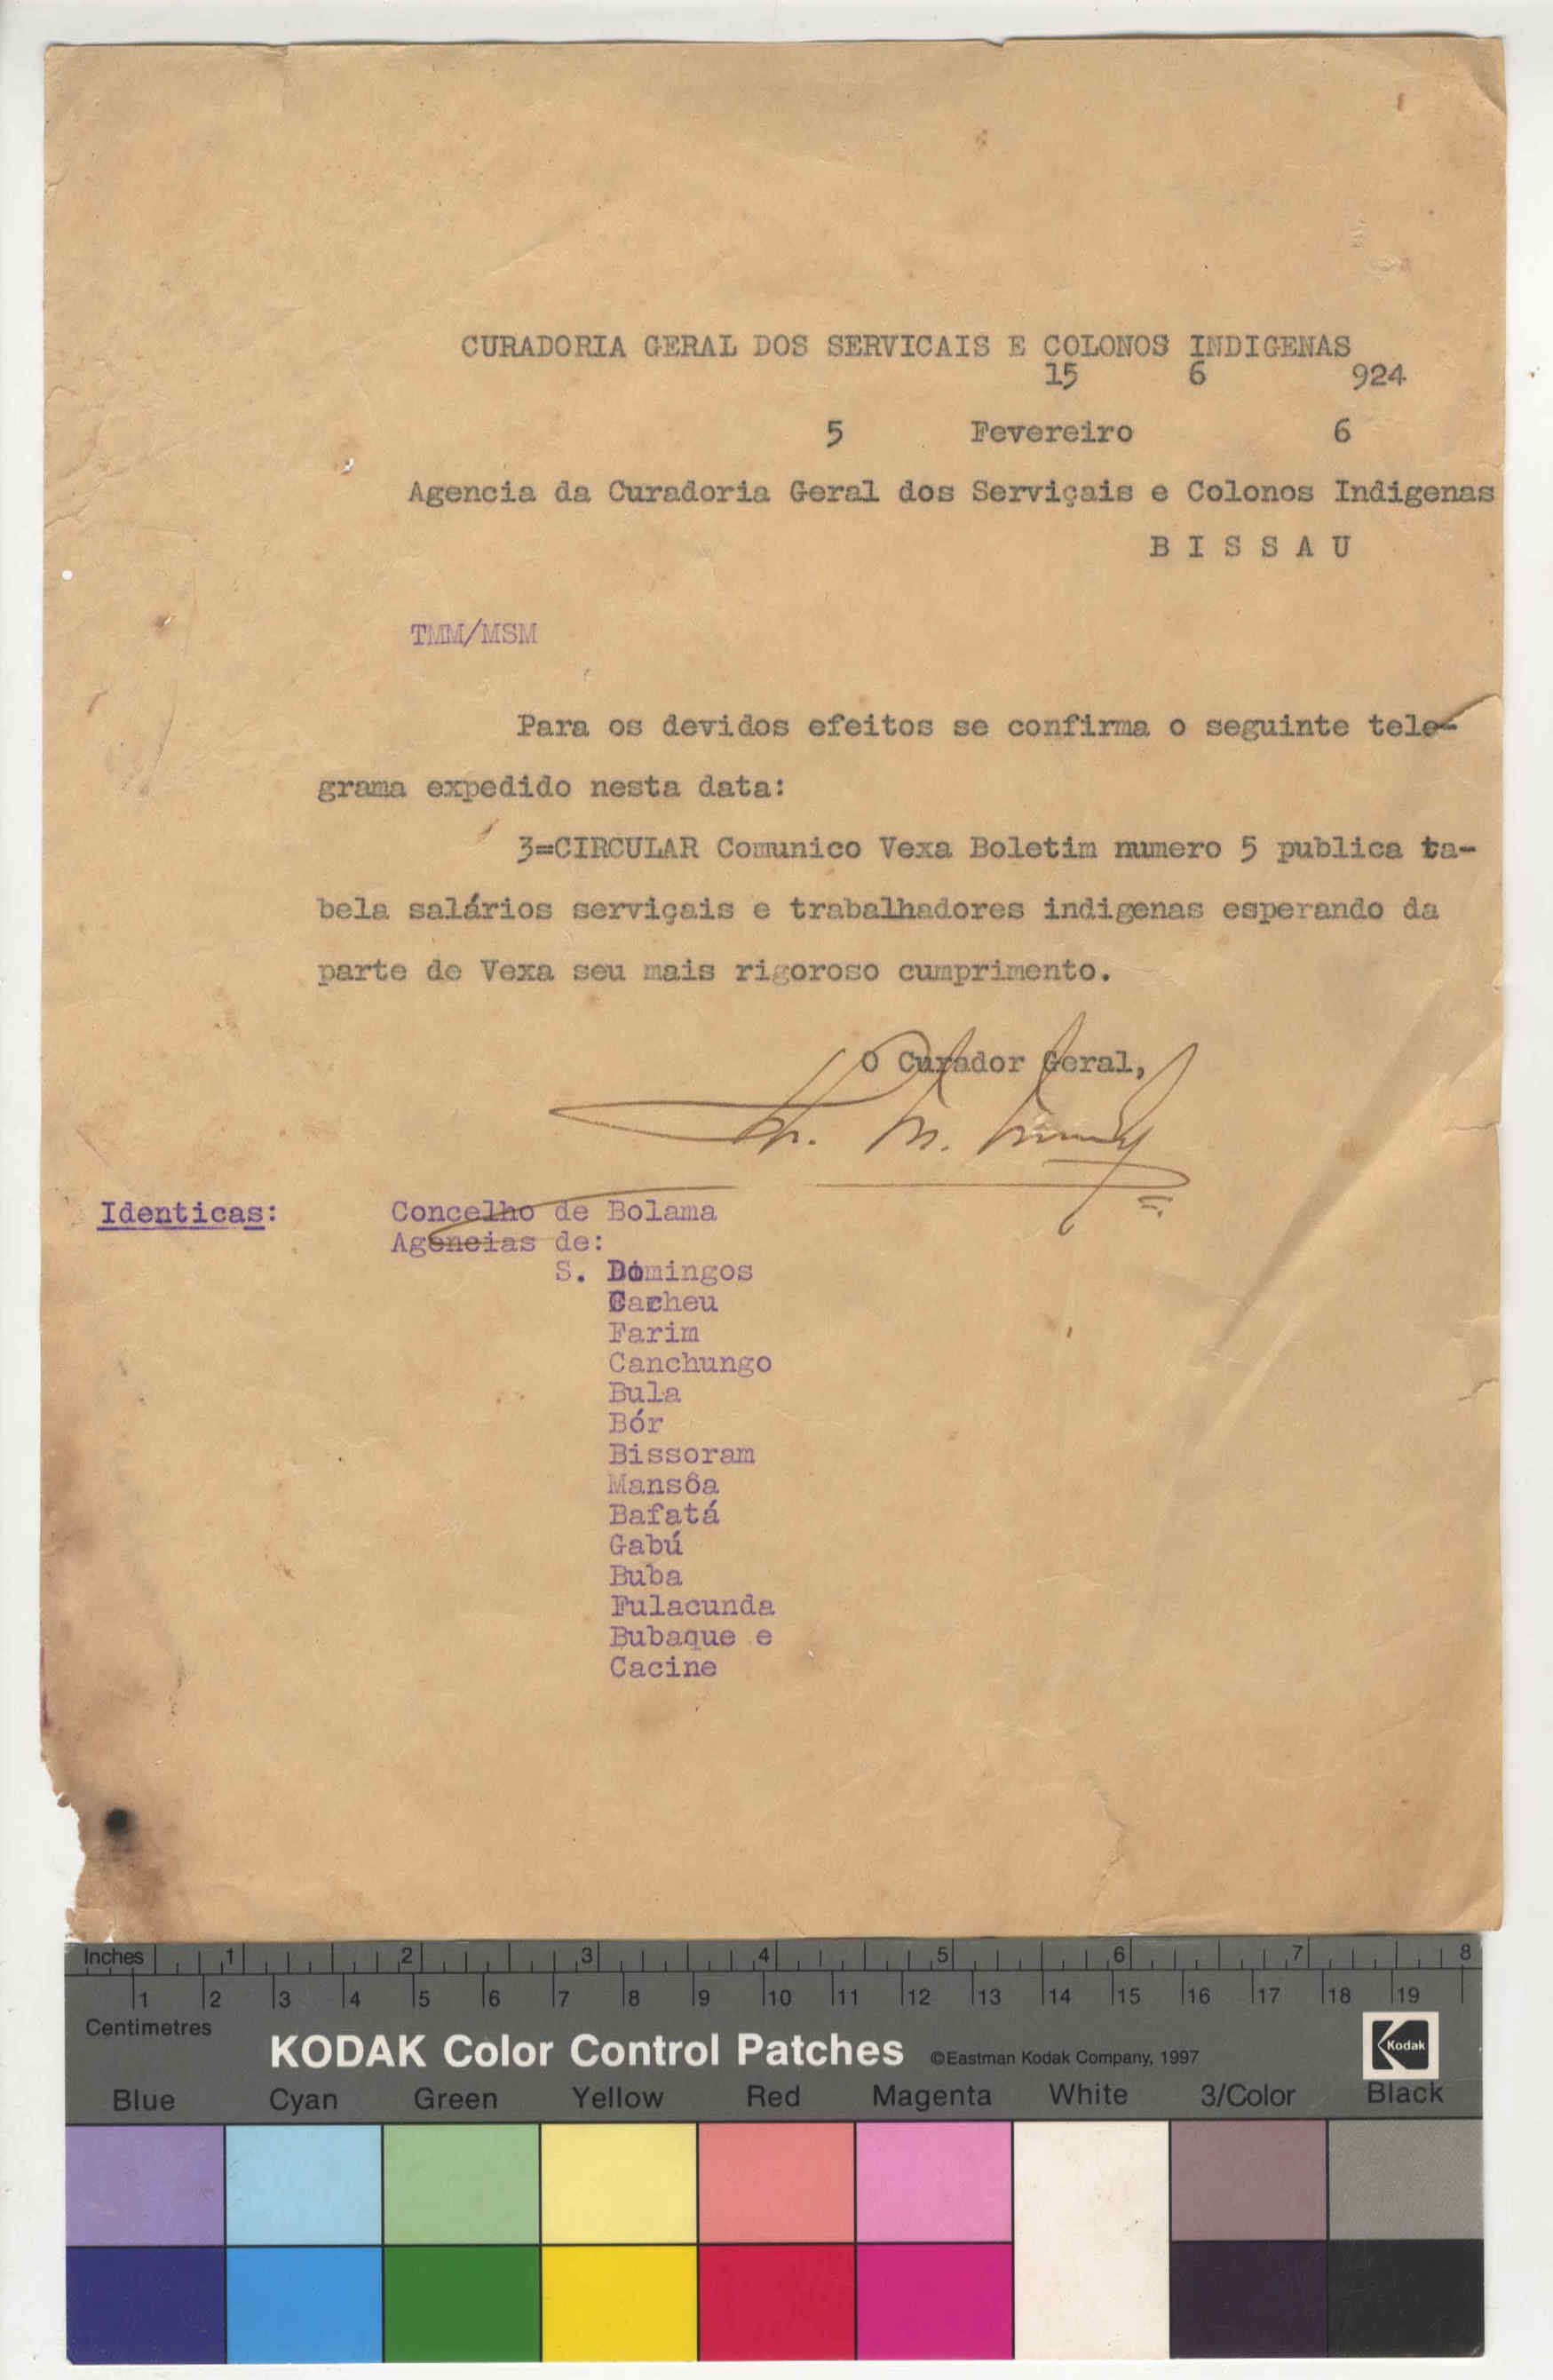 CURADORIA GERAL DOS SERVICAIS E COLONOS INDIGENAS
15 6 924
5 Fevereiro 6
Agencia da Curadoria Geral dos Serviçais e Colonos Indigenas
B I S S A U
TMM/MSM
Para os devidos efeitos se confirma o seguinte tele-
grama expedido nesta data:
3=CIRCULAR Comunico Vexa Boletim numero 5 publica ta-
bela salários serviçais e trabalhadores indigenas esperando da
parte de Vexa seu mais rigoroso cumprimento.
O Curador Geral,
Identicas: Concelho de Bolama
Agencias de:
S. Domingos
Cacheu
Farim
Canchungo
Bula
Bór
Bissoram
Mansôa
Bafatá
Gabú
Buba
Fulacunda
Bubaque e
Cacine
Inches 1 2 3 4 5 6 7 8
1 2 3 4 5 6 7 8 9 10 11 12 13 14 15 16 17 18 19
Centimetres
KODAK Color Control Patches ©Eastman Kodak Company, 1997 Kodak
Blue Cyan Green Yellow Red Magenta White 3/Color Black